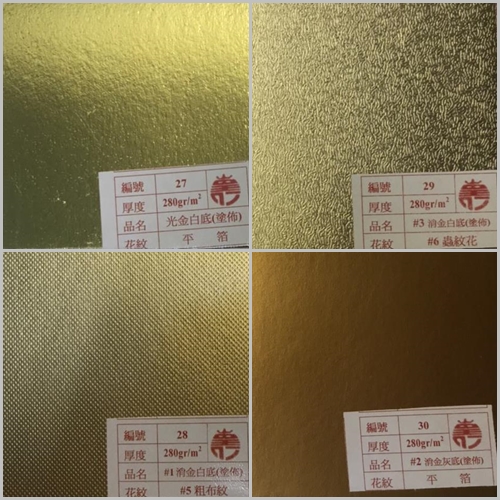 編號 27
厚度 280gr/m²
品名 光金白底(塗佈)
花紋 平 箔
編號 29
厚度 280gr/m²
品名 #3 消金白底(塗佈)
花紋 #6 蟲紋花
編號 28
厚度 280gr/m²
品名 #1 消金白底(塗佈)
花紋 #5 粗布紋
編號 30
厚度 280gr/m²
品名 #2 消金灰底(塗佈)
花紋 平 箔